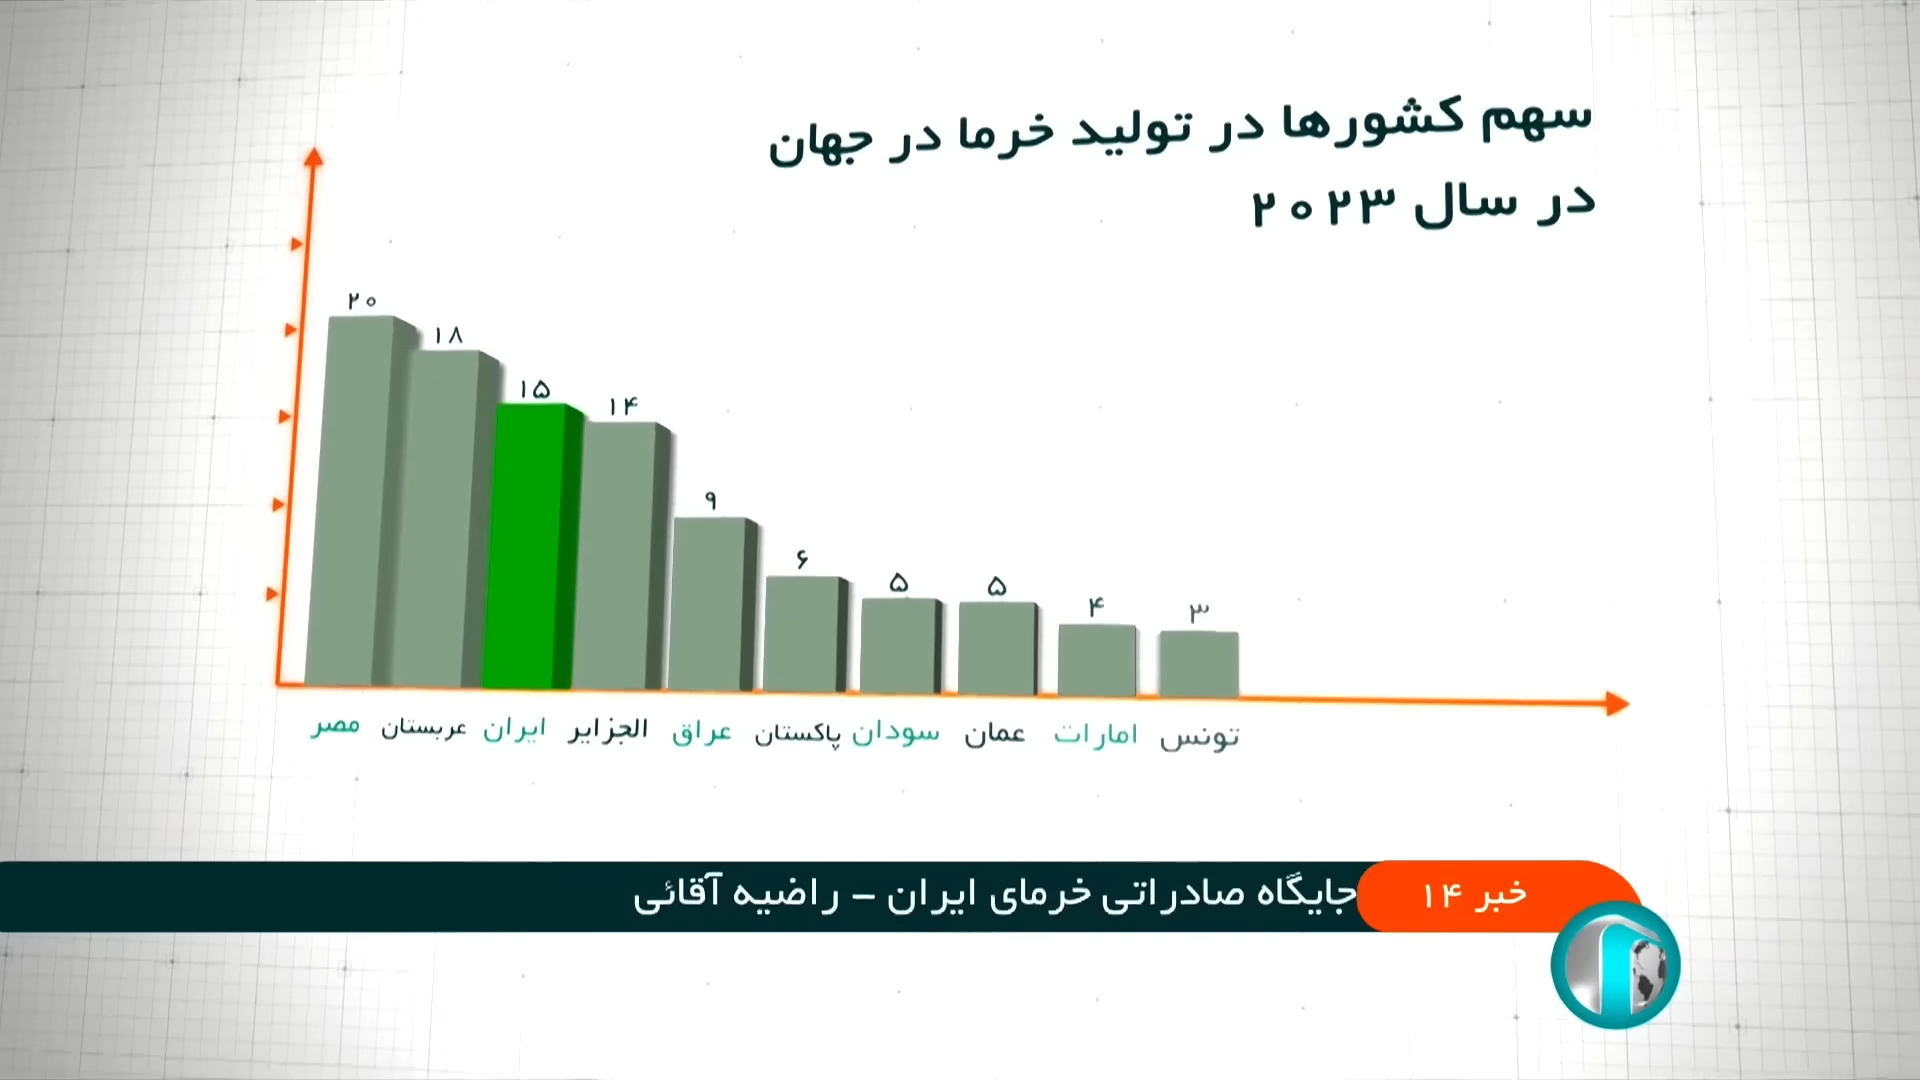 سهم کشورها در تولید خرما در جهان
در سال ۲۰۲۳
۲۰
۱۸
۱۵
۱۴
۹
۶
۵
۵
۴
۳
مصر
عربستان
ایران
الجزایر
عراق
پاکستان
سودان
عمان
امارات
تونس
خبر ۱۴
جایگاه صادراتی خرمای ایران – راضیه آقائی